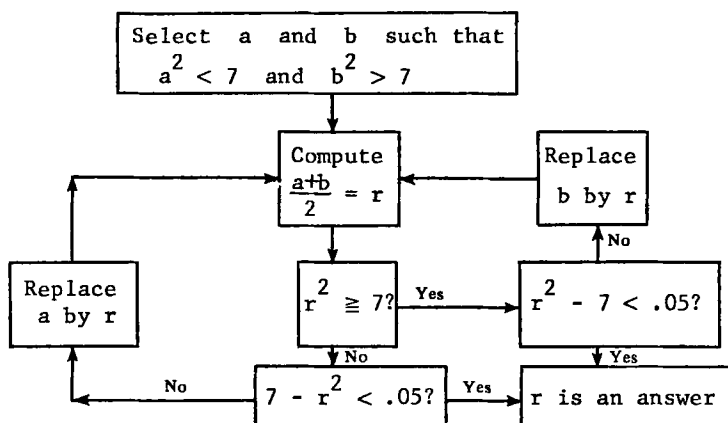 Select a and b such that
a² < 7 and b² > 7
Compute
a+b
2 = r
Replace
b by r
No
Replace
a by r
r² ≧ 7?
Yes
r² - 7 < .05?
No
Yes
No
7 - r² < .05?
Yes
r is an answer